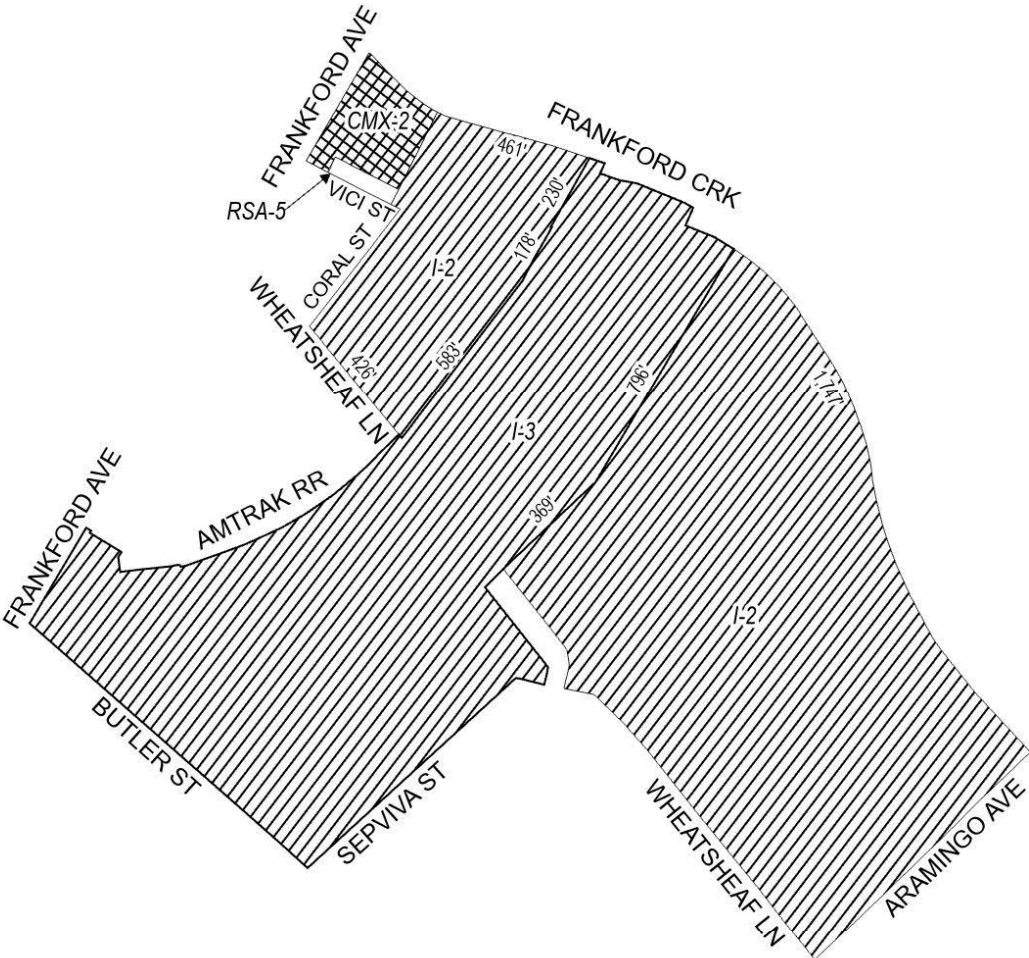 FRANKFORD AVE
CMX-2
RSA-5
VICI ST
CORAL ST
WHEATSHEAF LN
FRANKFORD CRK
461'
230'
178'
I-2
583'
426'
796'
1,747'
I-3
369'
AMTRAK RR
FRANKFORD AVE
I-2
BUTLER ST
SEPVIVA ST
WHEATSHEAF LN
ARAMINGO AVE